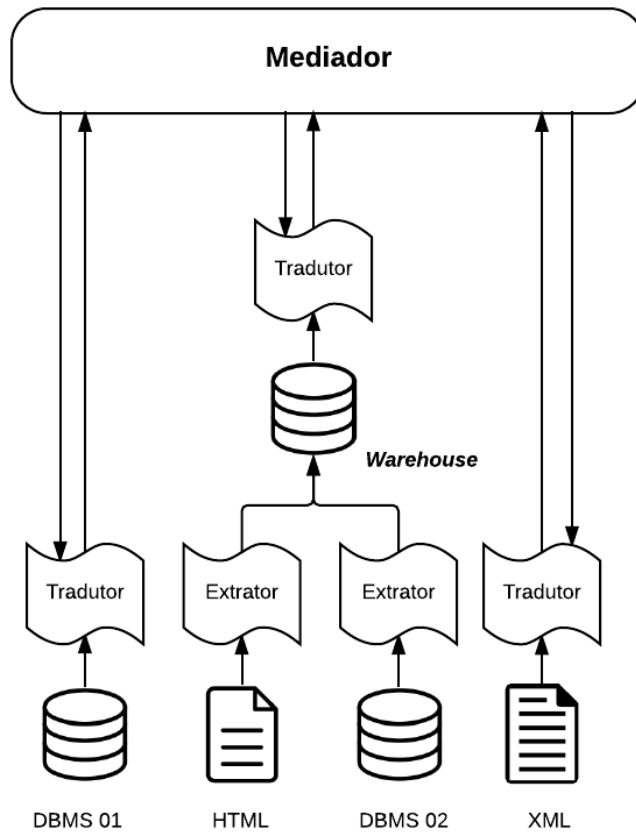 Mediador
Tradutor
Warehouse
Tradutor
Extrator
Extrator
Tradutor
DBMS 01
HTML
DBMS 02
XML